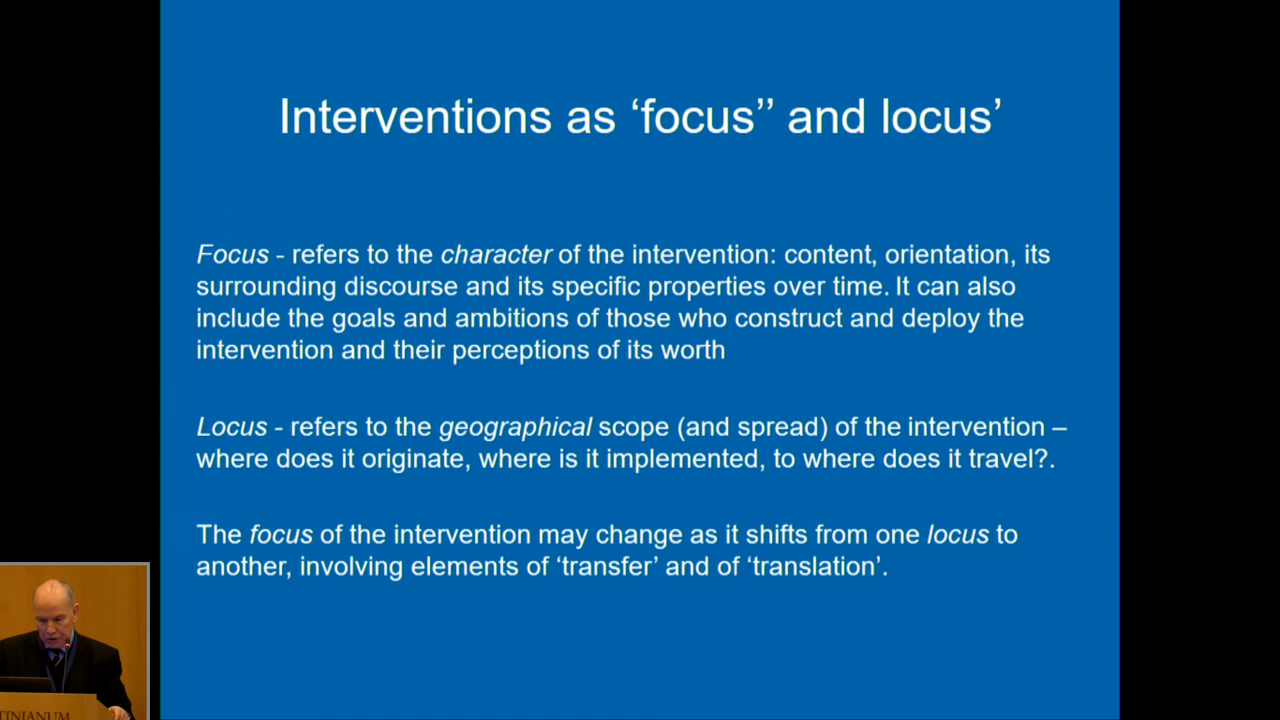 Interventions as ‘focus’’ and locus’
Focus - refers to the character of the intervention: content, orientation, its
surrounding discourse and its specific properties over time. It can also
include the goals and ambitions of those who construct and deploy the
intervention and their perceptions of its worth
Locus - refers to the geographical scope (and spread) of the intervention –
where does it originate, where is it implemented, to where does it travel?.
The focus of the intervention may change as it shifts from one locus to
another, involving elements of ‘transfer’ and of ‘translation’.
TINIANUM